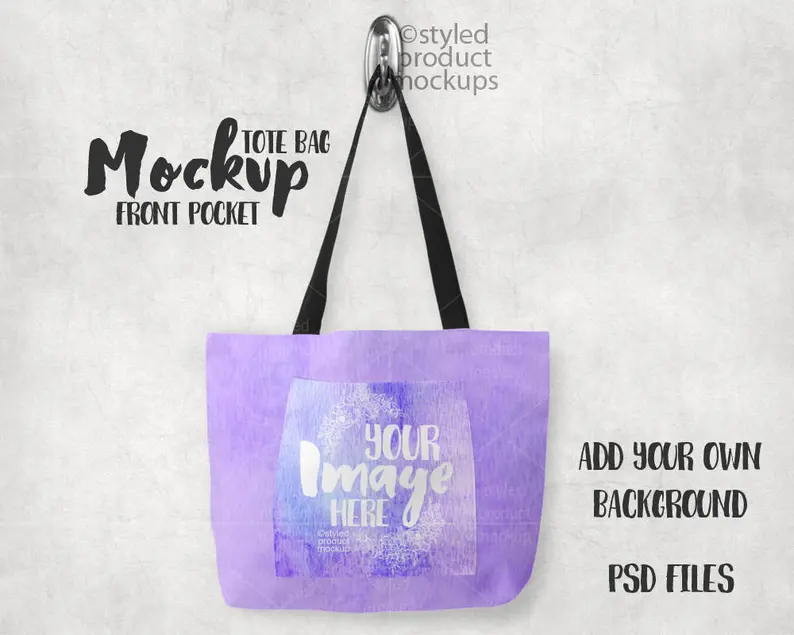 ©styled
product
mockups
TOTE BAG
Mockup
FRONT POCKET
YOUR
Image
HERE
©styled
product
mockup
ADD YOUR OWN
BACKGROUND
PSD FILES